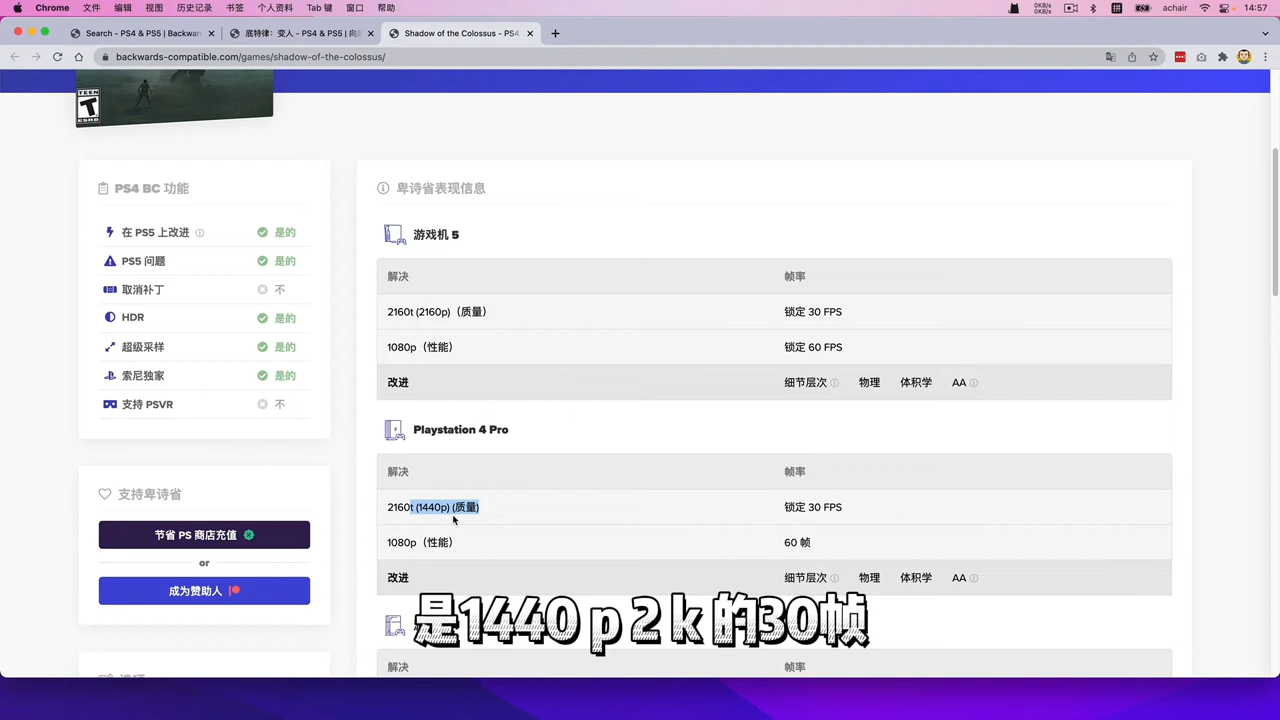 Chrome 文件 编辑 视图 历史记录 书签 个人资料 Tab 键 窗口 帮助 0KB/s 0KB/s 拼 achair 14:57
Search - PS4 & PS5 | Backwar 底特律：变人 - PS4 & PS5 | 向后 Shadow of the Colossus - PS4
backwards-compatible.com/games/shadow-of-the-colossus/
TEEN
T
ESRB
PS4 BC 功能
在 PS5 上改进 是的
PS5 问题 是的
取消补丁 不
HDR 是的
超级采样 是的
索尼独家 是的
支持 PSVR 不
支持卑诗省
节省 PS 商店充值
or
成为赞助人
卑诗省表现信息
游戏机 5
解决 帧率
2160t (2160p)（质量） 锁定 30 FPS
1080p（性能） 锁定 60 FPS
改进 细节层次 物理 体积学 AA
Playstation 4 Pro
解决 帧率
2160t (1440p) (质量) 锁定 30 FPS
1080p（性能） 60 帧
改进 细节层次 物理 体积学 AA
是1440p2k的30帧
解决 帧率